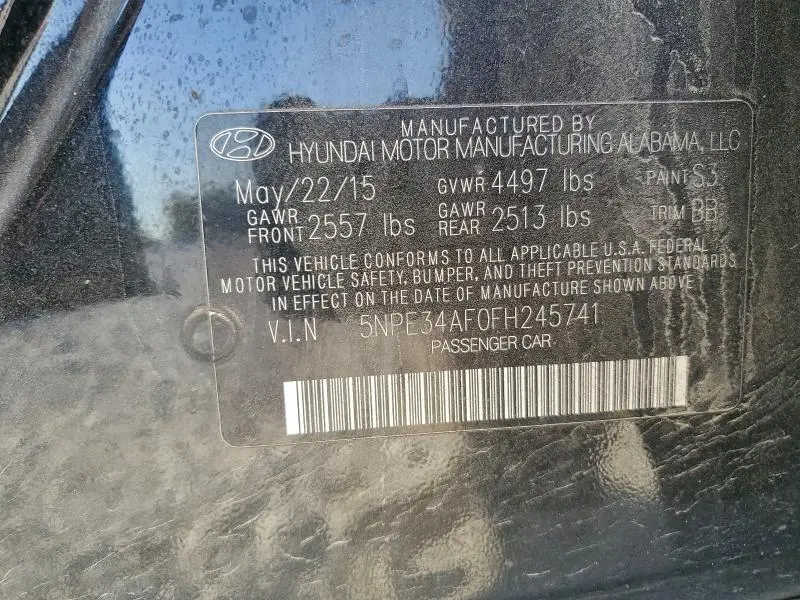 MANUFACTURED BY
HYUNDAI MOTOR MANUFACTURING ALABAMA, LLC
May/22/15 GVWR 4497 lbs PAINT S3
GAWR FRONT 2557 lbs GAWR REAR 2513 lbs TRIM BB
THIS VEHICLE CONFORMS TO ALL APPLICABLE U.S.A. FEDERAL
MOTOR VEHICLE SAFETY, BUMPER, AND THEFT PREVENTION STANDARDS
IN EFFECT ON THE DATE OF MANUFACTURE SHOWN ABOVE
V.I.N 5NPE34AF0FH245741
PASSENGER CAR